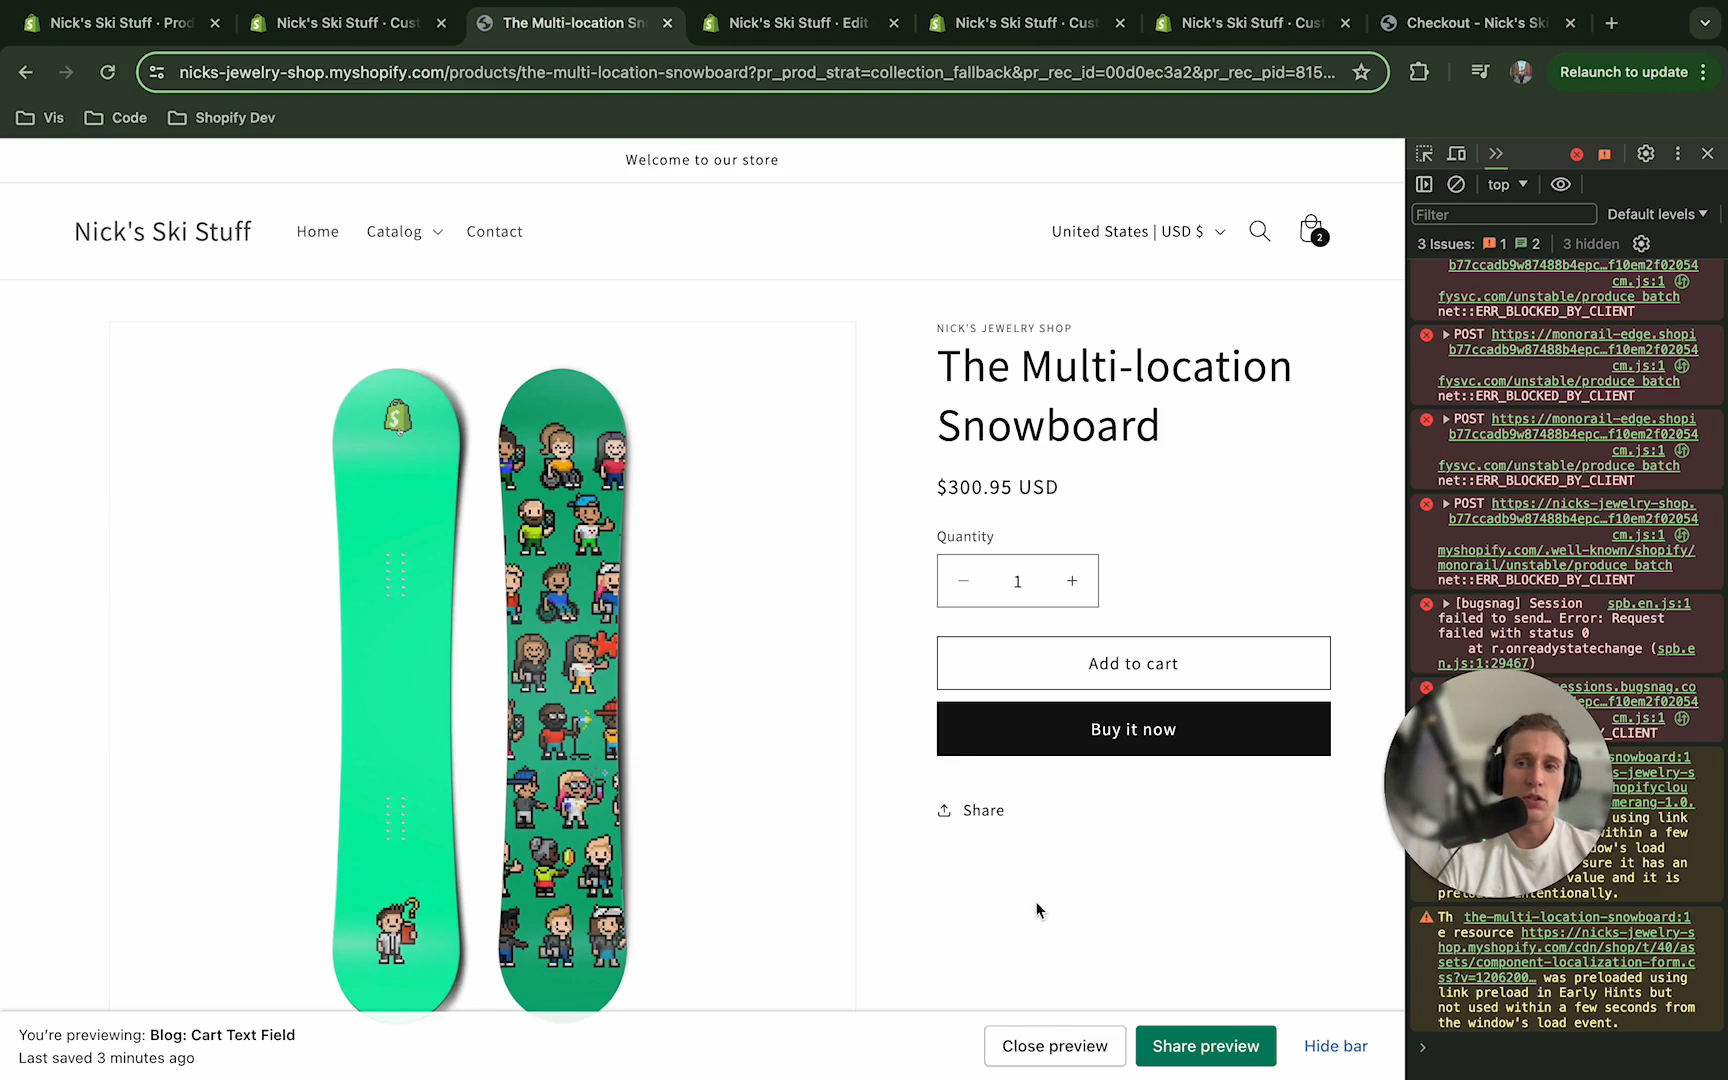 Nick's Ski Stuff · Prod
Nick's Ski Stuff · Cust
The Multi-location Sn
Nick's Ski Stuff · Edit
Nick's Ski Stuff · Cust
Nick's Ski Stuff · Cust
Checkout - Nick's Ski
nicks-jewelry-shop.myshopify.com/products/the-multi-location-snowboard?pr_prod_strat=collection_fallback&pr_rec_id=00d0ec3a2&pr_rec_pid=815...
Relaunch to update
Vis
Code
Shopify Dev
Welcome to our store
Nick's Ski Stuff
Home
Catalog
Contact
United States | USD $
2
NICK'S JEWELRY SHOP
The Multi-location
Snowboard
$300.95 USD
Quantity
− 1 +
Add to cart
Buy it now
Share
You're previewing: Blog: Cart Text Field
Last saved 3 minutes ago
Close preview
Share preview
Hide bar
top
Filter
Default levels
3 Issues: 1 2
3 hidden
b77ccadb9w87488b4epc…f10em2f02054
cm.js:1
fysvc.com/unstable/produce_batch
net::ERR_BLOCKED_BY_CLIENT
POST https://monorail-edge.shopi
b77ccadb9w87488b4epc…f10em2f02054
cm.js:1
fysvc.com/unstable/produce_batch
net::ERR_BLOCKED_BY_CLIENT
POST https://monorail-edge.shopi
b77ccadb9w87488b4epc…f10em2f02054
cm.js:1
fysvc.com/unstable/produce_batch
net::ERR_BLOCKED_BY_CLIENT
POST https://nicks-jewelry-shop.
b77ccadb9w87488b4epc…f10em2f02054
cm.js:1
myshopify.com/.well-known/shopify/
monorail/unstable/produce_batch
net::ERR_BLOCKED_BY_CLIENT
[bugsnag] Session spb.en.js:1
failed to send… Error: Request
failed with status 0
at r.onreadystatechange (spb.e
n.js:1:29467)
essions.bugsnag.co
epc…f10em2f02054
cm.js:1
_CLIENT
snowboard:1
s-jewelry-s
hopifyclou
merang-1.0.
using link
within a few
dow's load
sure it has an
value and it is
preloaded intentionally.
Th the-multi-location-snowboard:1
e resource https://nicks-jewelry-s
hop.myshopify.com/cdn/shop/t/40/as
sets/component-localization-form.c
ss?v=1206200… was preloaded using
link preload in Early Hints but
not used within a few seconds from
the window's load event.